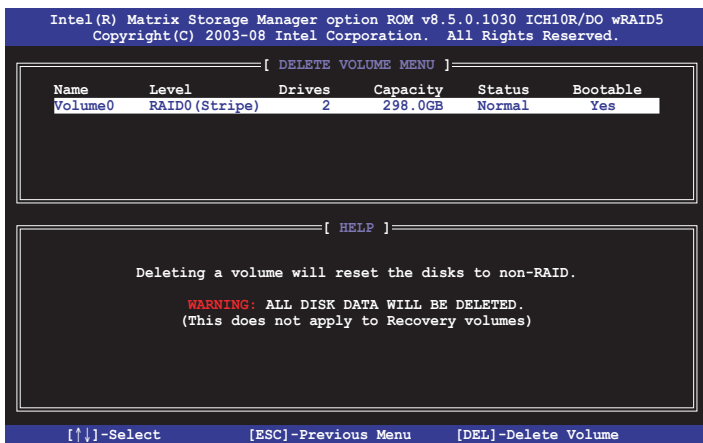 Intel(R) Matrix Storage Manager option ROM v8.5.0.1030 ICH10R/DO wRAID5
Copyright(C) 2003-08 Intel Corporation. All Rights Reserved.
[ DELETE VOLUME MENU ]
Name Level Drives Capacity Status Bootable
Volume0 RAID0(Stripe) 2 298.0GB Normal Yes
[ HELP ]
Deleting a volume will reset the disks to non-RAID.
WARNING: ALL DISK DATA WILL BE DELETED.
(This does not apply to Recovery volumes)
[↑↓]-Select [ESC]-Previous Menu [DEL]-Delete Volume